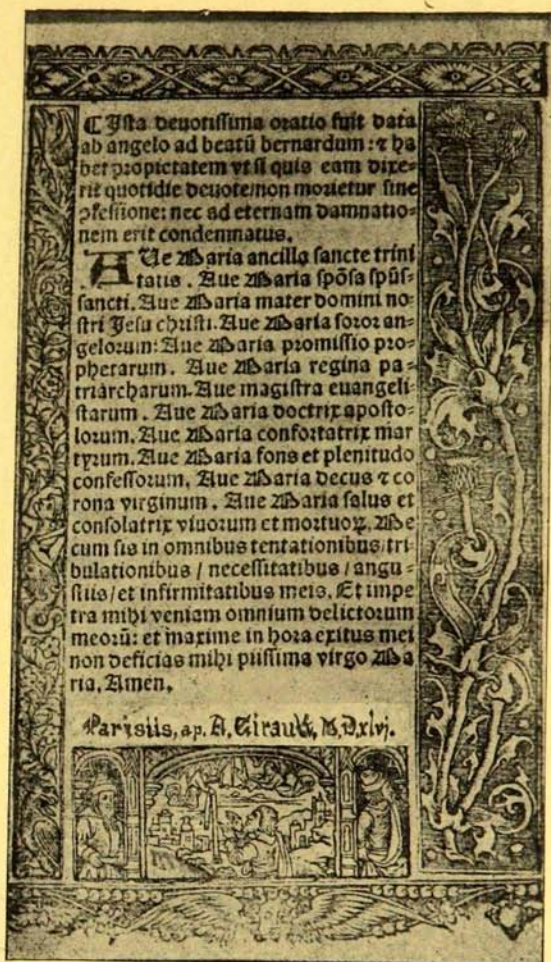 ¶ Ista deuotissima oratio fuit data
ab angelo ad beatū bernardum: ⁊ ha
bet propietatem vt si quis eam dixe-
rit quotidie deuote: non morietur sine
ꝯfessione: nec ad eternam damnatio-
nem erit condemnatus.
AUe Maria ancilla sancte trini
tatis. Aue Maria spōsa spūs-
sancti. Aue Maria mater domini no-
stri Jesu christi. Aue Maria soror an-
gelorum: Aue Maria promissio pro-
phetarum. Aue Maria regina pa-
triarcharum. Aue magistra euangeli-
starum. Aue Maria doctrix aposto-
lorum. Aue Maria confortatrix mar
tyrum. Aue Maria fons et plenitudo
confessorum. Aue Maria decus ⁊ co
rona virginum. Aue Maria salus et
consolatrix viuorum et mortuoꝝ. Me
cum sis in omnibus tentationibus/ tri
bulationibus / necessitatibus / angu-
stiis/ et infirmitatibus meis. Et impe
tra mihi veniam omnium delictorum
meorū: et maxime in hora exitus mei
non deficias mihi piissima virgo Ma
ria. Amen.
Parisiis, ap. A. Girault, M.D.xlvj.